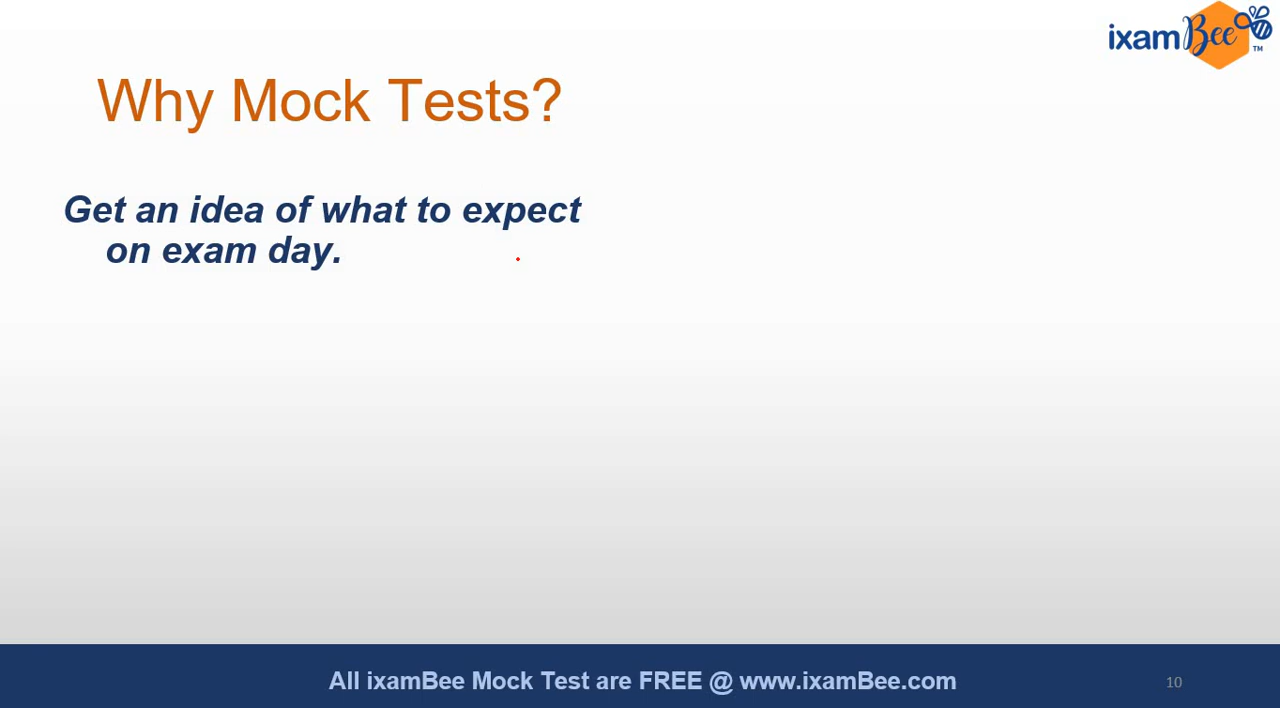 ixamBee
TM
Why Mock Tests?
Get an idea of what to expect
on exam day.
All ixamBee Mock Test are FREE @ www.ixamBee.com
10